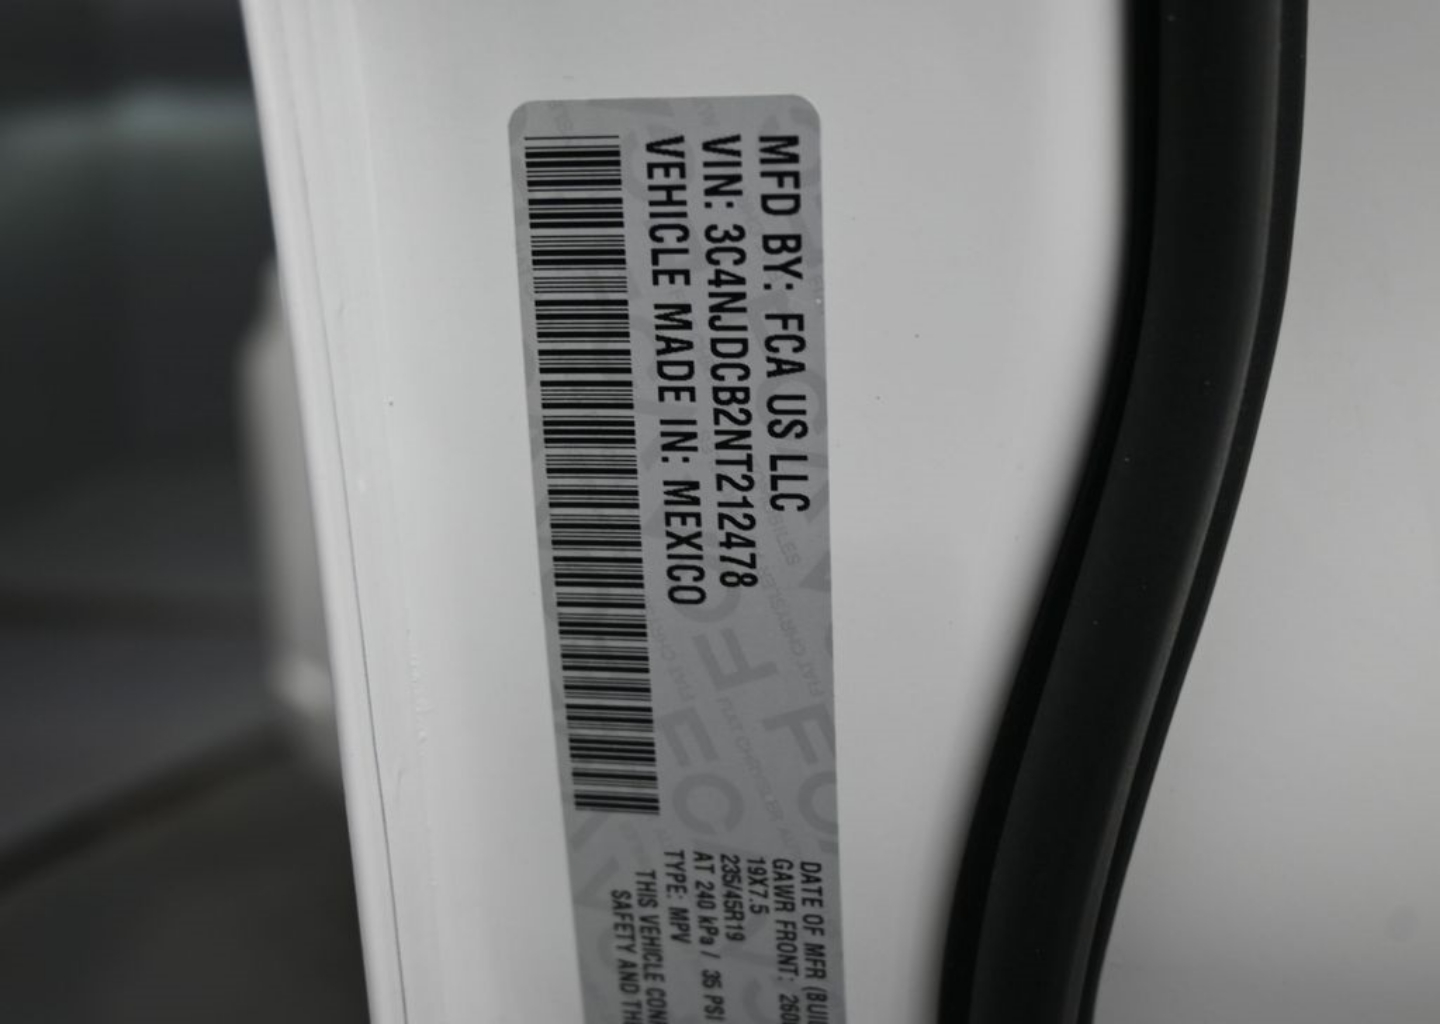 MFD BY: FCA US LLC
VIN: 3C4NJDCB2NT212478
VEHICLE MADE IN: MEXICO
DATE OF MFR
GAWR FRONT:
19X7.5
235/45R19
AT 240 kPa / 35 PSI
TYPE: MPV
THIS VEHICLE
SAFETY AND